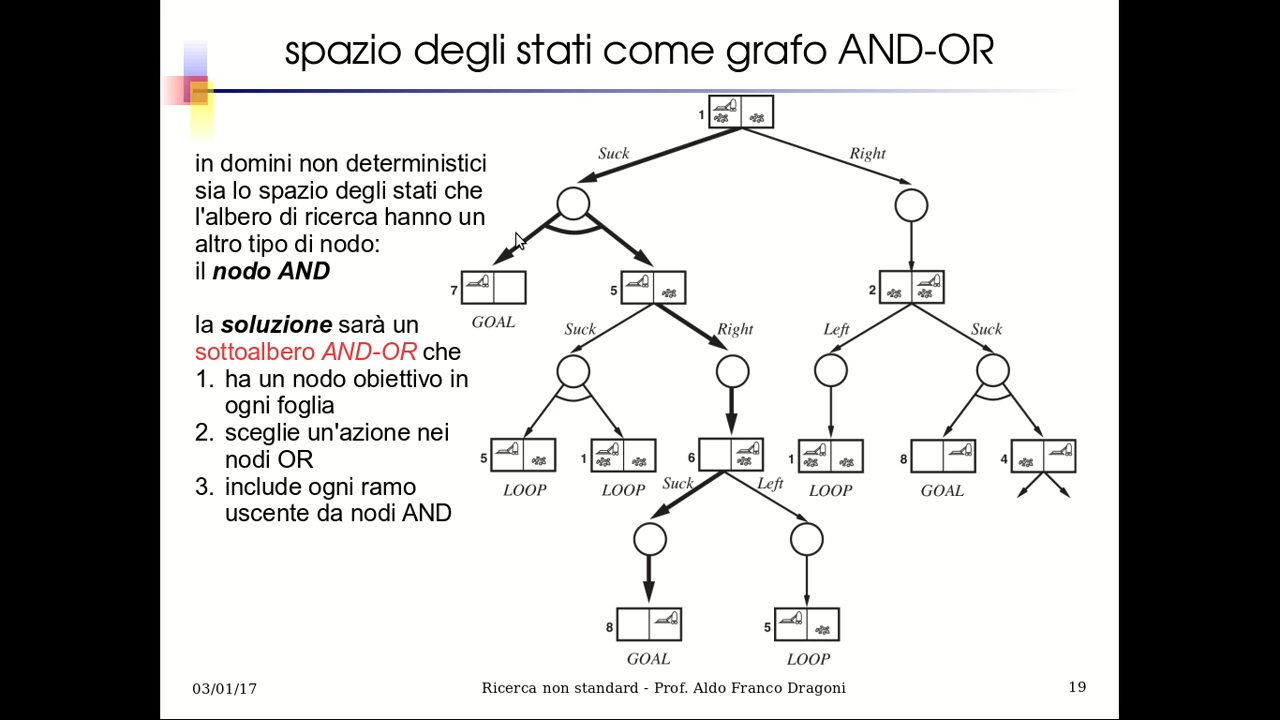 spazio degli stati come grafo AND-OR
in domini non deterministici
sia lo spazio degli stati che
l'albero di ricerca hanno un
altro tipo di nodo:
il nodo AND
la soluzione sarà un
sottoalbero AND-OR che
1. ha un nodo obiettivo in
ogni foglia
2. sceglie un'azione nei
nodi OR
3. include ogni ramo
uscente da nodi AND
1
Suck
Right
7
5
2
GOAL
Suck
Right
Left
Suck
5
1
6
1
8
4
LOOP
LOOP
Suck
Left
LOOP
GOAL
8
5
GOAL
LOOP
03/01/17
Ricerca non standard - Prof. Aldo Franco Dragoni
19